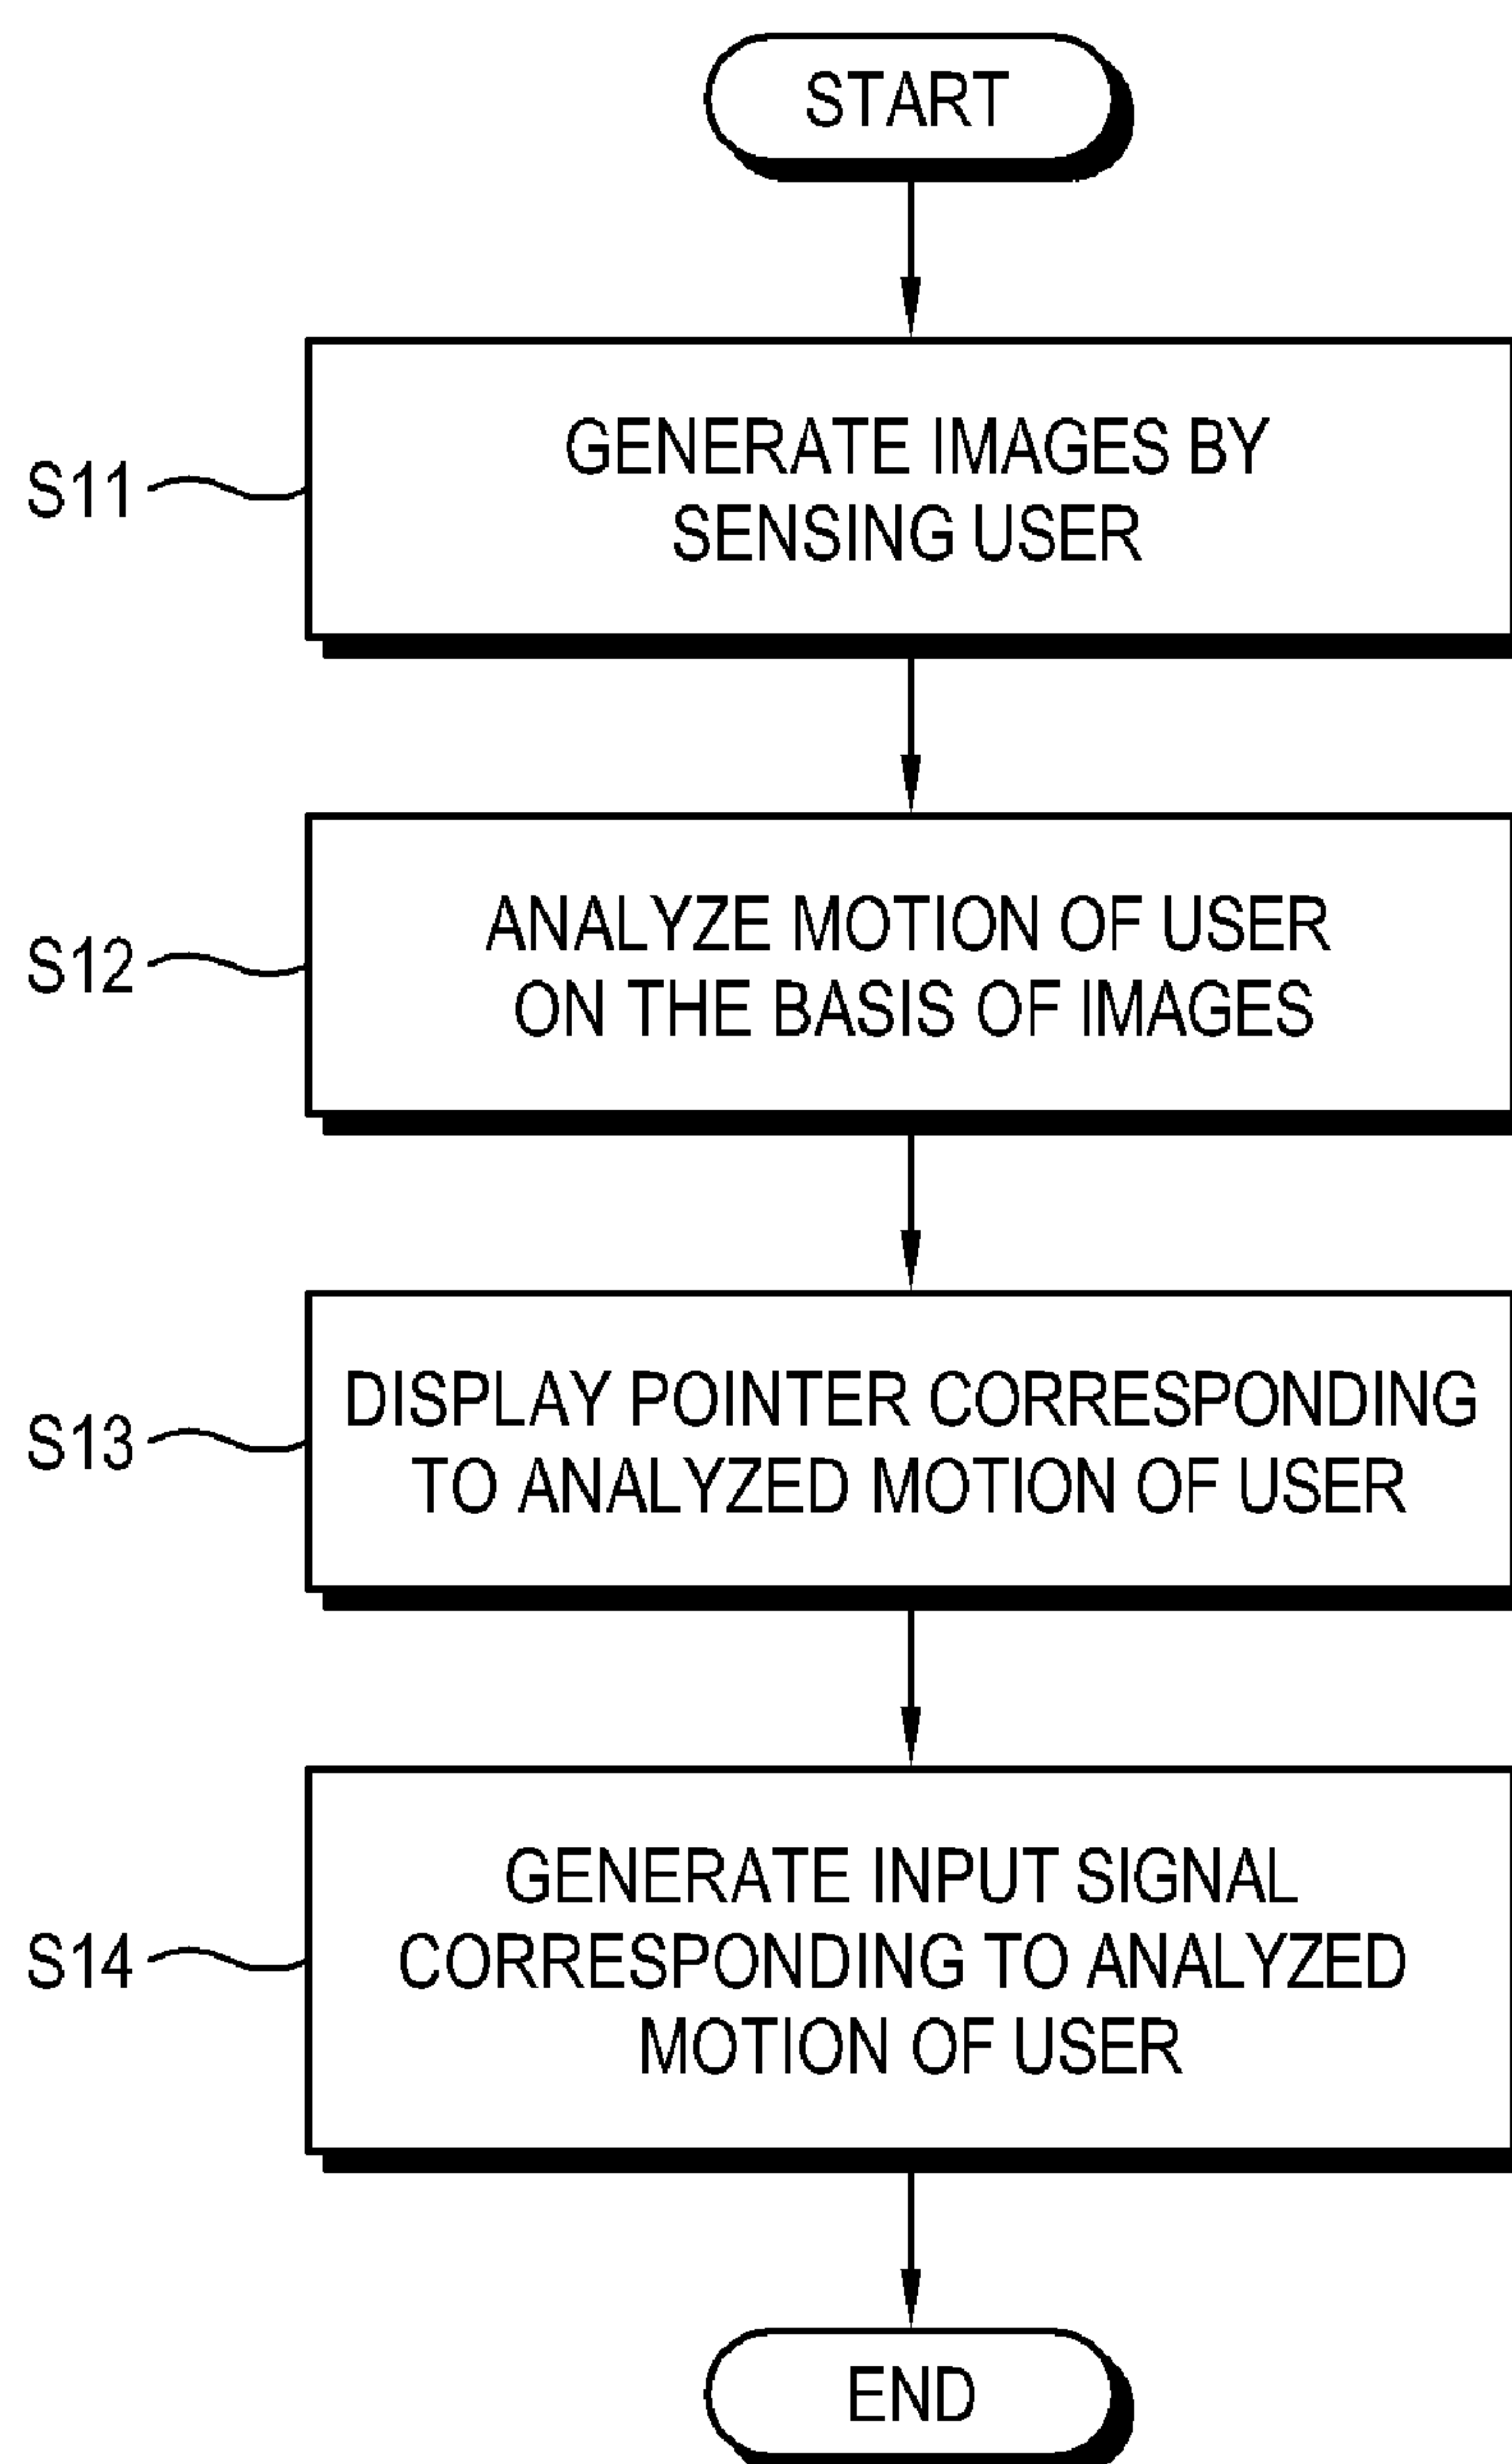 START
S11
GENERATE IMAGES BY
SENSING USER
S12
ANALYZE MOTION OF USER
ON THE BASIS OF IMAGES
S13
DISPLAY POINTER CORRESPONDING
TO ANALYZED MOTION OF USER
S14
GENERATE INPUT SIGNAL
CORRESPONDING TO ANALYZED
MOTION OF USER
END